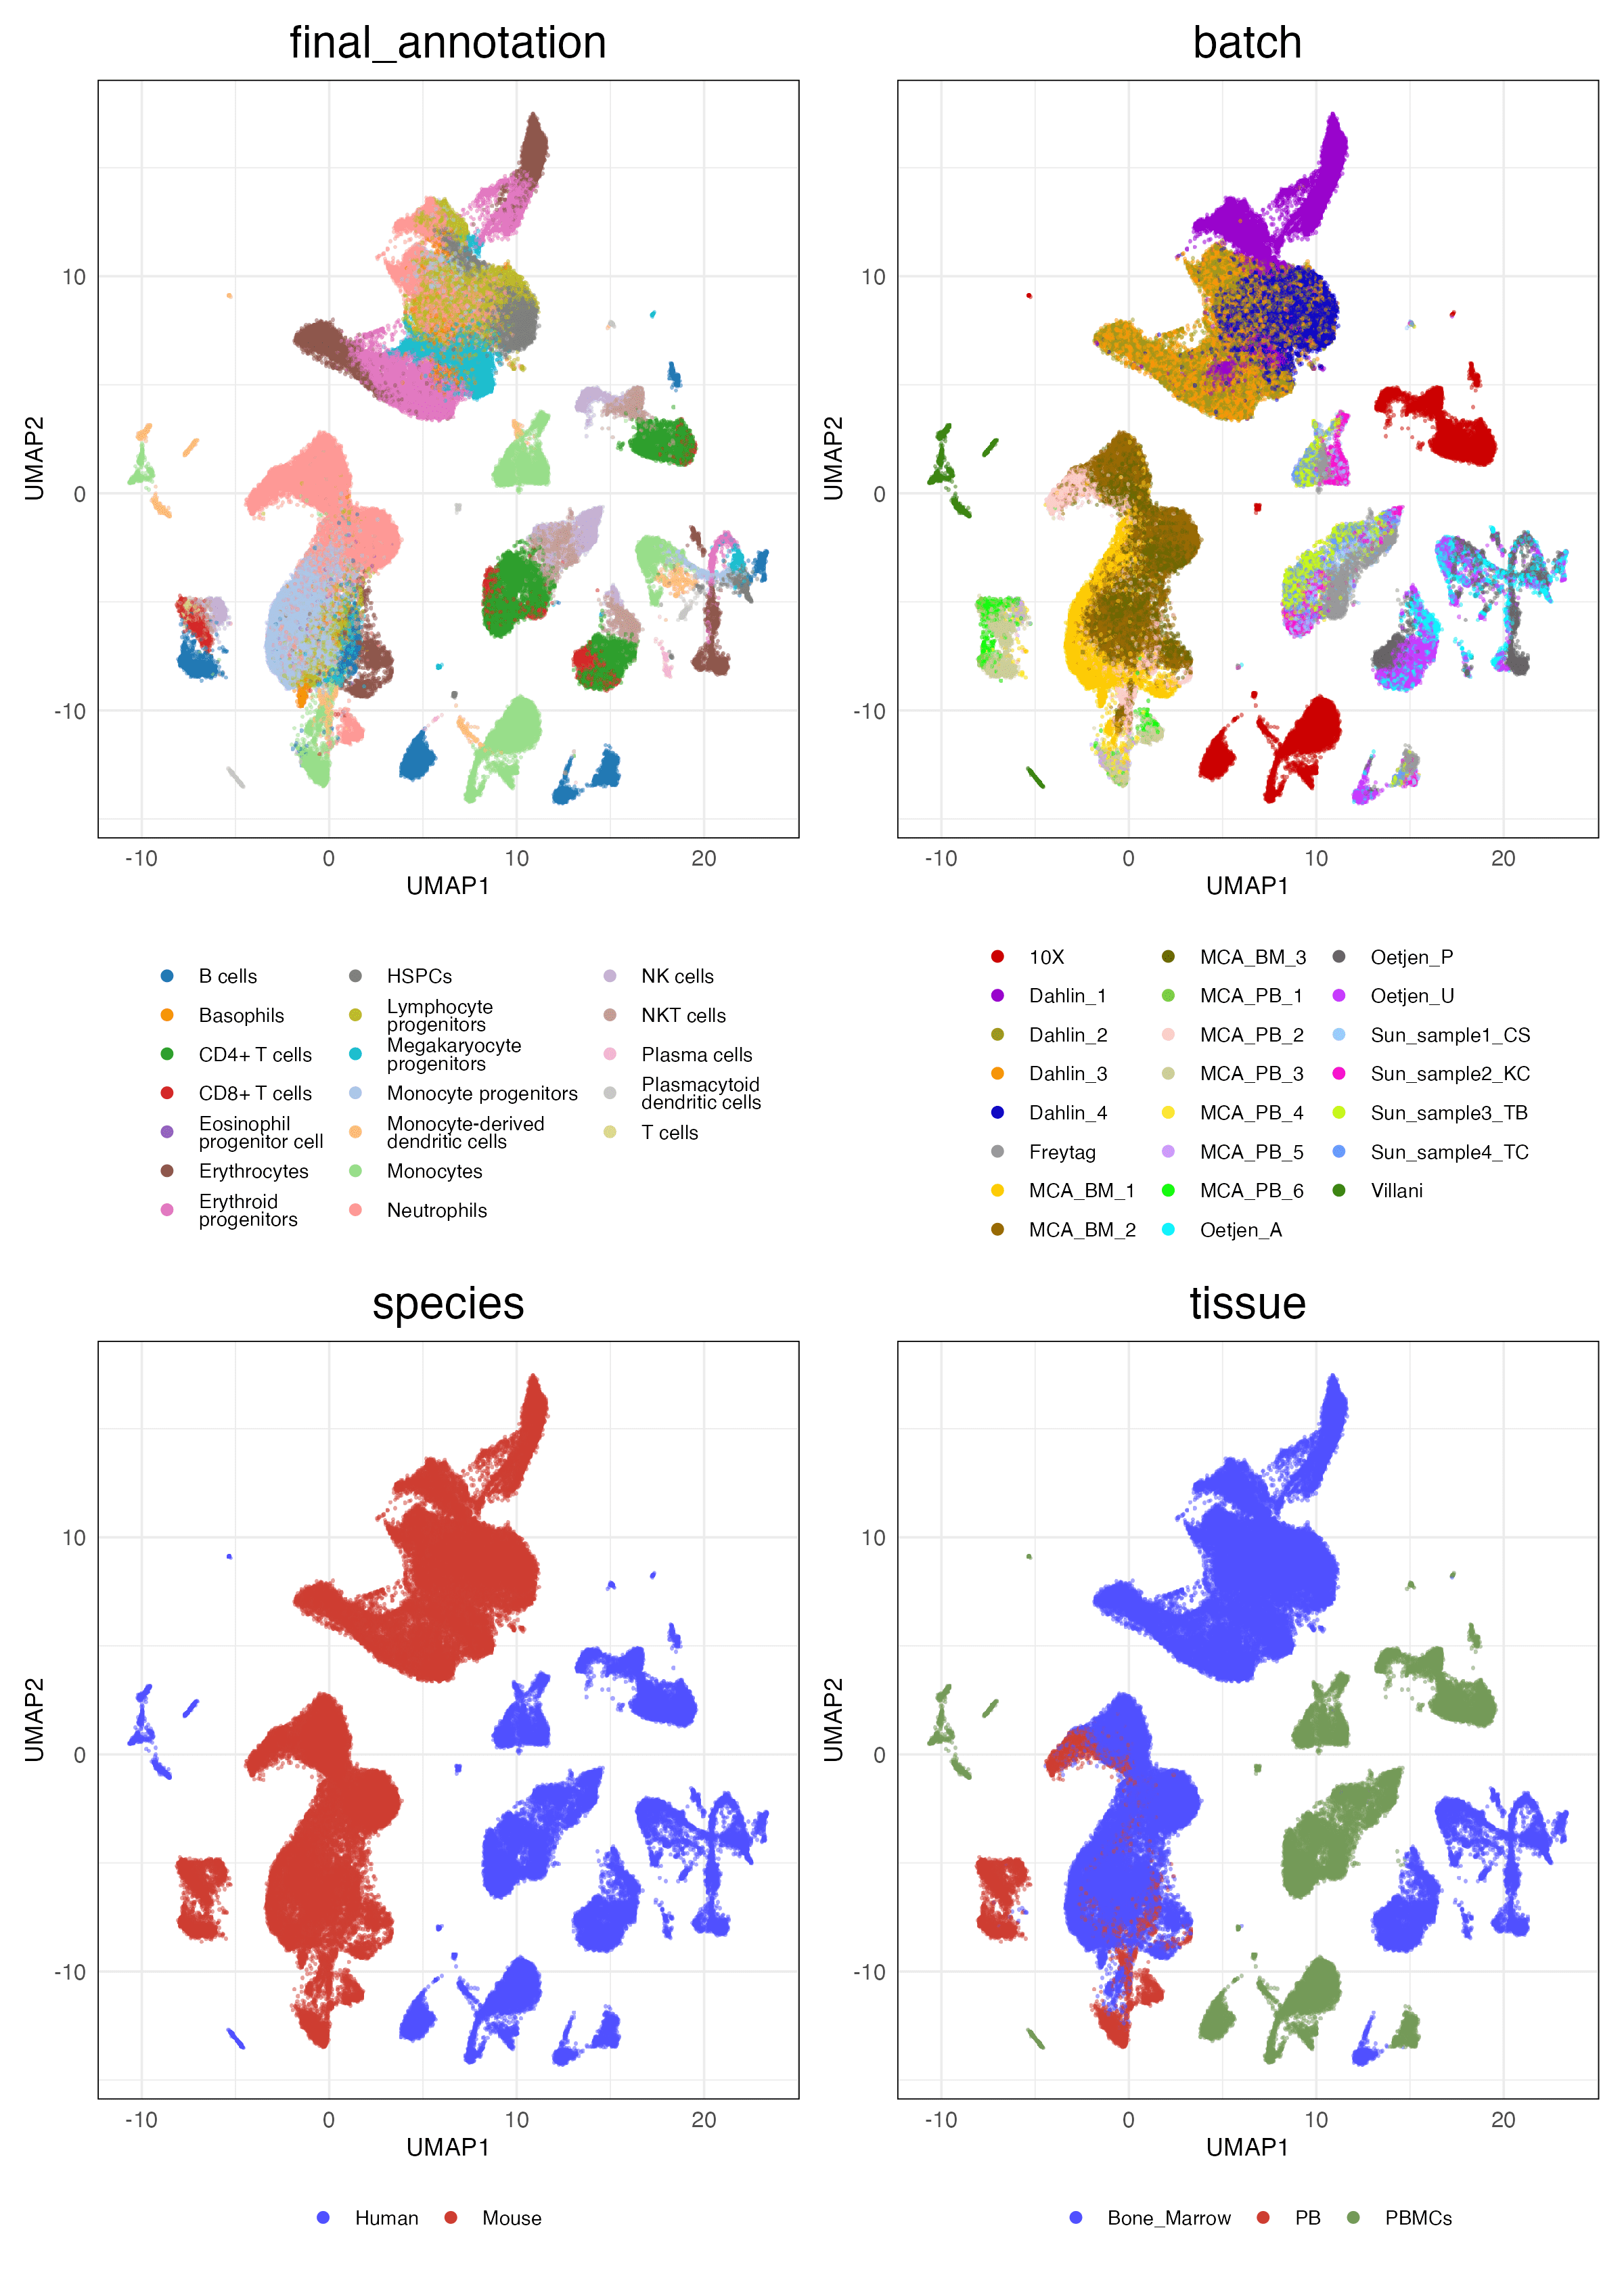 final_annotation
batch
10
0
-10
UMAP2
-10
0
10
20
UMAP1
10
0
-10
UMAP2
-10
0
10
20
UMAP1
B cells
Basophils
CD4+ T cells
CD8+ T cells
Eosinophil
progenitor cell
Erythrocytes
Erythroid
progenitors
HSPCs
Lymphocyte
progenitors
Megakaryocyte
progenitors
Monocyte progenitors
Monocyte-derived
dendritic cells
Monocytes
Neutrophils
NK cells
NKT cells
Plasma cells
Plasmacytoid
dendritic cells
T cells
10X
Dahlin_1
Dahlin_2
Dahlin_3
Dahlin_4
Freytag
MCA_BM_1
MCA_BM_2
MCA_BM_3
MCA_PB_1
MCA_PB_2
MCA_PB_3
MCA_PB_4
MCA_PB_5
MCA_PB_6
Oetjen_A
Oetjen_P
Oetjen_U
Sun_sample1_CS
Sun_sample2_KC
Sun_sample3_TB
Sun_sample4_TC
Villani
species
tissue
10
0
-10
UMAP2
-10
0
10
20
UMAP1
10
0
-10
UMAP2
-10
0
10
20
UMAP1
Human
Mouse
Bone_Marrow
PB
PBMCs